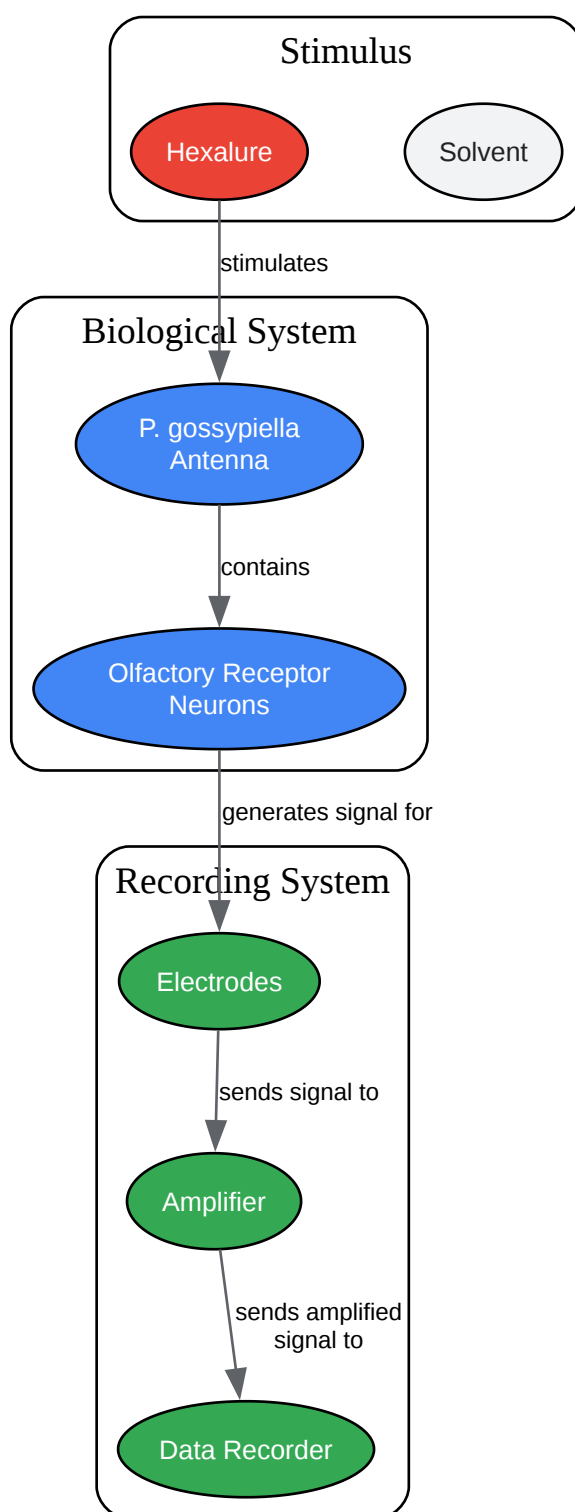 Stimulus
Hexalure
Solvent
stimulates
Biological System
P. gossypiella
Antenna
contains
Olfactory Receptor
Neurons
generates signal for
Recording System
Electrodes
sends signal to
Amplifier
sends amplified
signal to
Data Recorder